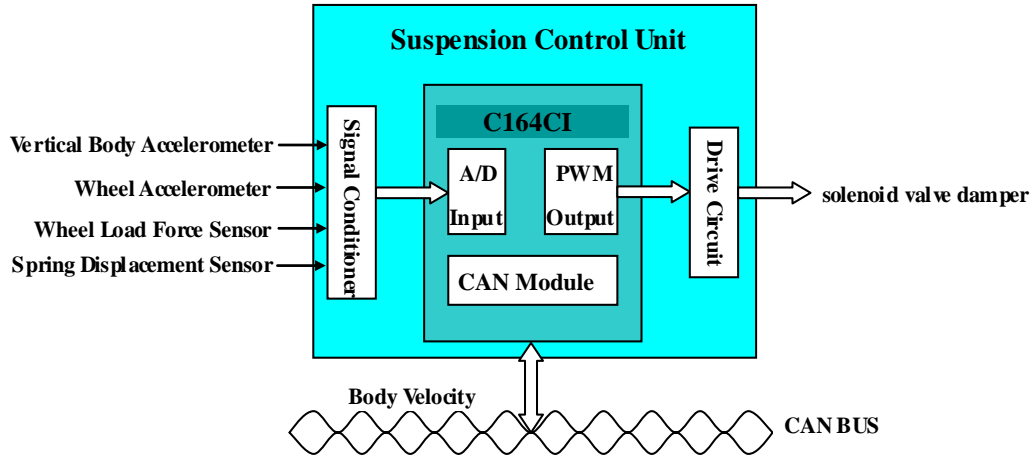 Suspension Control Unit
C164CI
Vertical Body Accelerometer
Wheel Accelerometer
Wheel Load Force Sensor
Spring Displacement Sensor
Signal Conditioner
A/D
Input
PWM
Output
CAN Module
Drive Circuit
solenoid valve damper
Body Velocity
CAN BUS